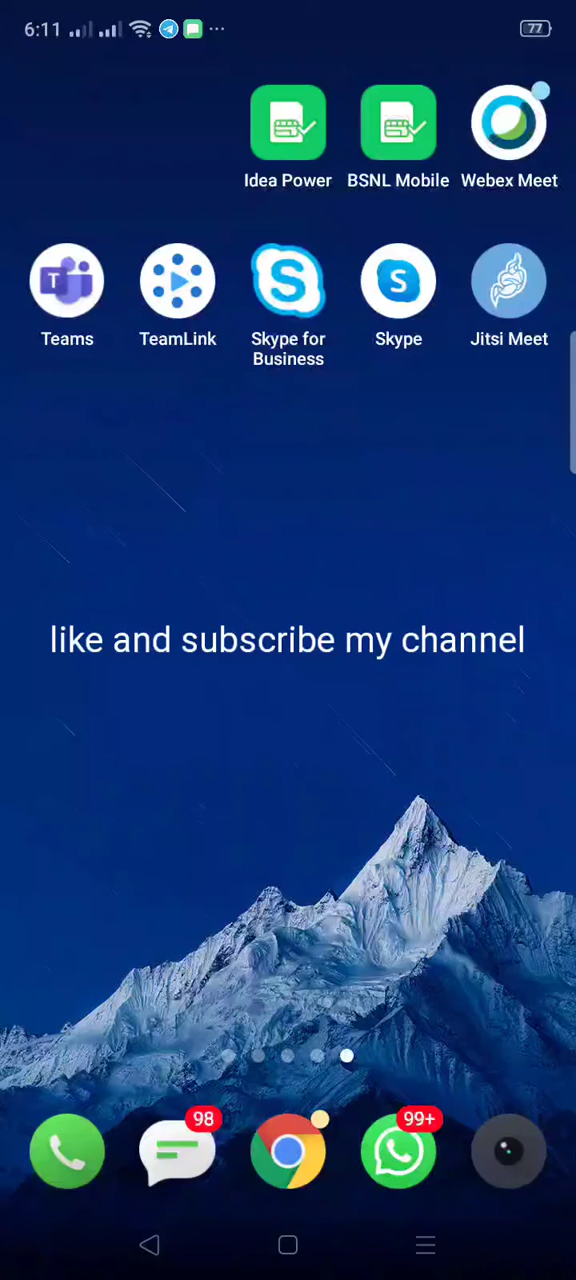 6:11
77
Idea Power
BSNL Mobile
Webex Meet
T
S
S
Teams
TeamLink
Skype for
Business
Skype
Jitsi Meet
like and subscribe my channel
98
99+